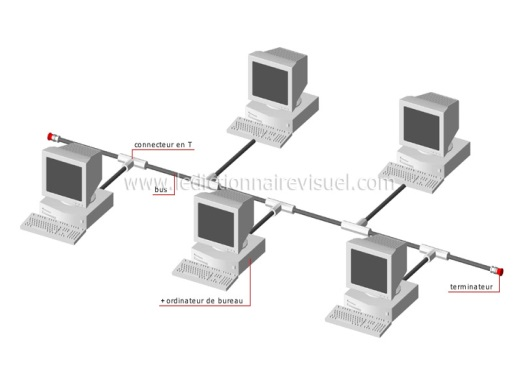 connecteur en T
www.ledictionnairevisuel.com
bus
+ordinateur de bureau
terminateur